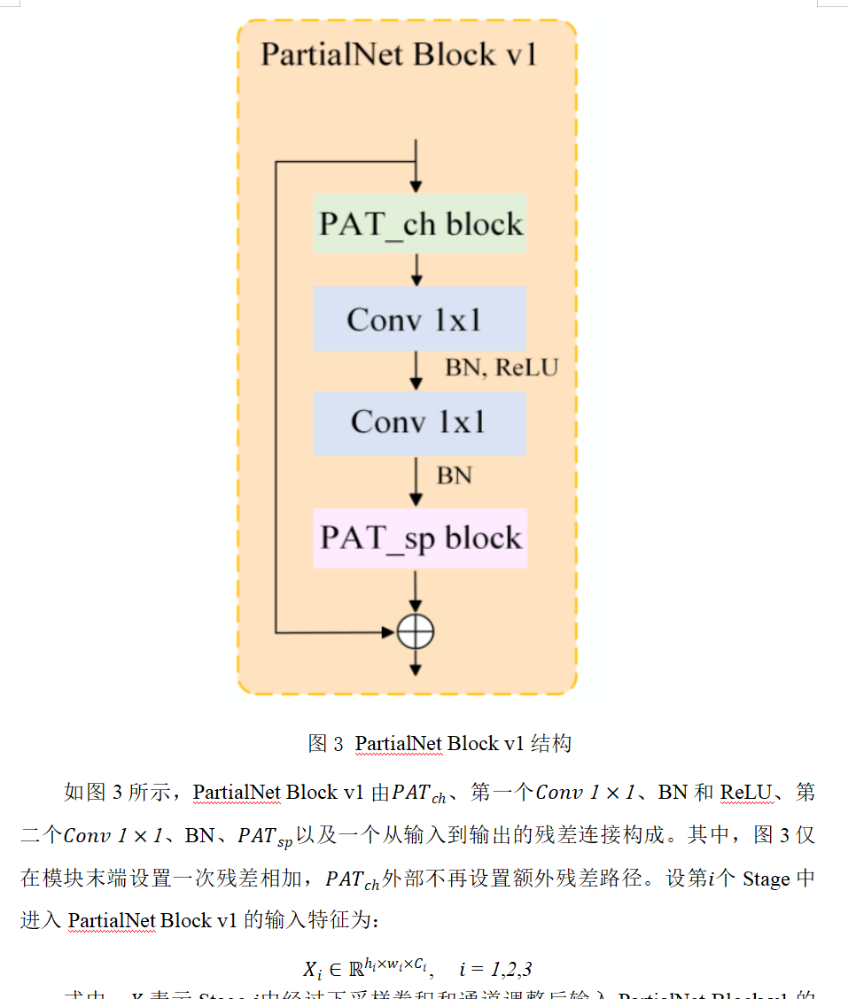 PartialNet Block v1
PAT_ch block
Conv 1x1
BN, ReLU
Conv 1x1
BN
PAT_sp block
图 3 PartialNet Block v1 结构
如图 3 所示，PartialNet Block v1 由PAT_ch、第一个Conv 1 × 1、BN 和 ReLU、第
二个Conv 1 × 1、BN、PAT_sp以及一个从输入到输出的残差连接构成。其中，图 3 仅
在模块末端设置一次残差相加，PAT_ch外部不再设置额外残差路径。设第i个 Stage 中
进入 PartialNet Block v1 的输入特征为：
X_i ∈ ℝ^{h_i×w_i×C_i}, i = 1,2,3